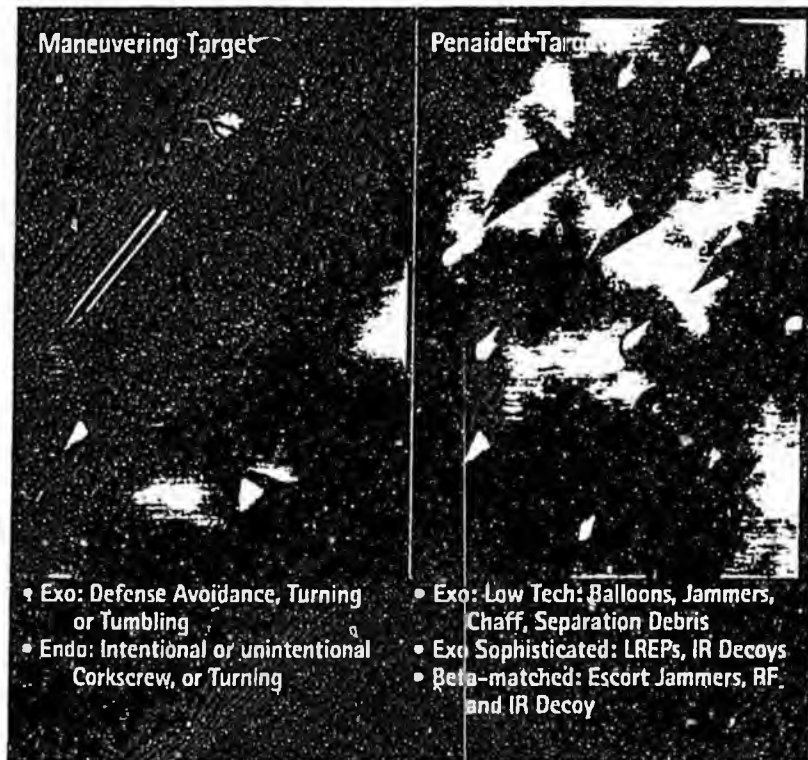 Maneuvering Target
• Exo: Defense Avoidance, Turning
or Tumbling
• Endo: Intentional or unintentional
Corkscrew, or Turning
Penaided Target
• Exo: Low Tech: Balloons, Jammers,
Chaff, Separation Debris
• Exo Sophisticated: LREPs, IR Decoys
• Beta-matched: Escort Jammers, RF
and IR Decoy